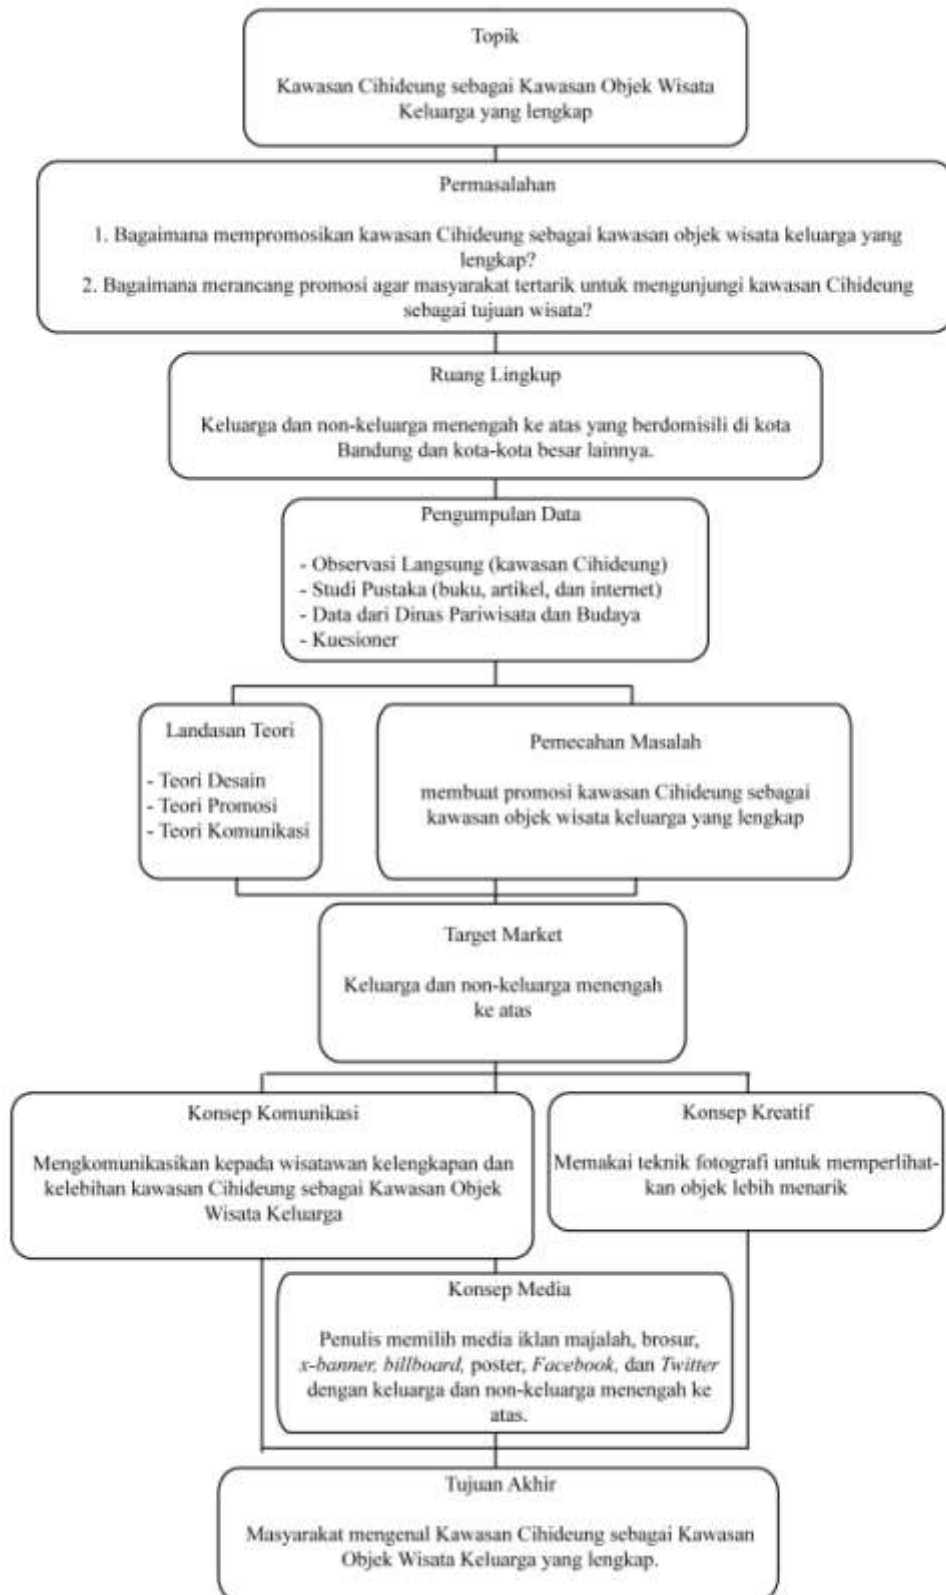 Topik
Kawasan Cihideung sebagai Kawasan Objek Wisata
Keluarga yang lengkap
Permasalahan
1. Bagaimana mempromosikan kawasan Cihideung sebagai kawasan objek wisata keluarga yang
lengkap?
2. Bagaimana merancang promosi agar masyarakat tertarik untuk mengunjungi kawasan Cihideung
sebagai tujuan wisata?
Ruang Lingkup
Keluarga dan non-keluarga menengah ke atas yang berdomisili di kota
Bandung dan kota-kota besar lainnya.
Pengumpulan Data
- Observasi Langsung (kawasan Cihideung)
- Studi Pustaka (buku, artikel, dan internet)
- Data dari Dinas Pariwisata dan Budaya
- Kuesioner
Landasan Teori
- Teori Desain
- Teori Promosi
- Teori Komunikasi
Pemecahan Masalah
membuat promosi kawasan Cihideung sebagai
kawasan objek wisata keluarga yang lengkap
Target Market
Keluarga dan non-keluarga menengah
ke atas
Konsep Komunikasi
Mengkomunikasikan kepada wisatawan kelengkapan dan
kelebihan kawasan Cihideung sebagai Kawasan Objek
Wisata Keluarga
Konsep Kreatif
Memakai teknik fotografi untuk memperlihat-
kan objek lebih menarik
Konsep Media
Penulis memilih media iklan majalah, brosur,
x-banner, billboard, poster, Facebook, dan Twitter
dengan keluarga dan non-keluarga menengah ke
atas.
Tujuan Akhir
Masyarakat mengenal Kawasan Cihideung sebagai Kawasan
Objek Wisata Keluarga yang lengkap.